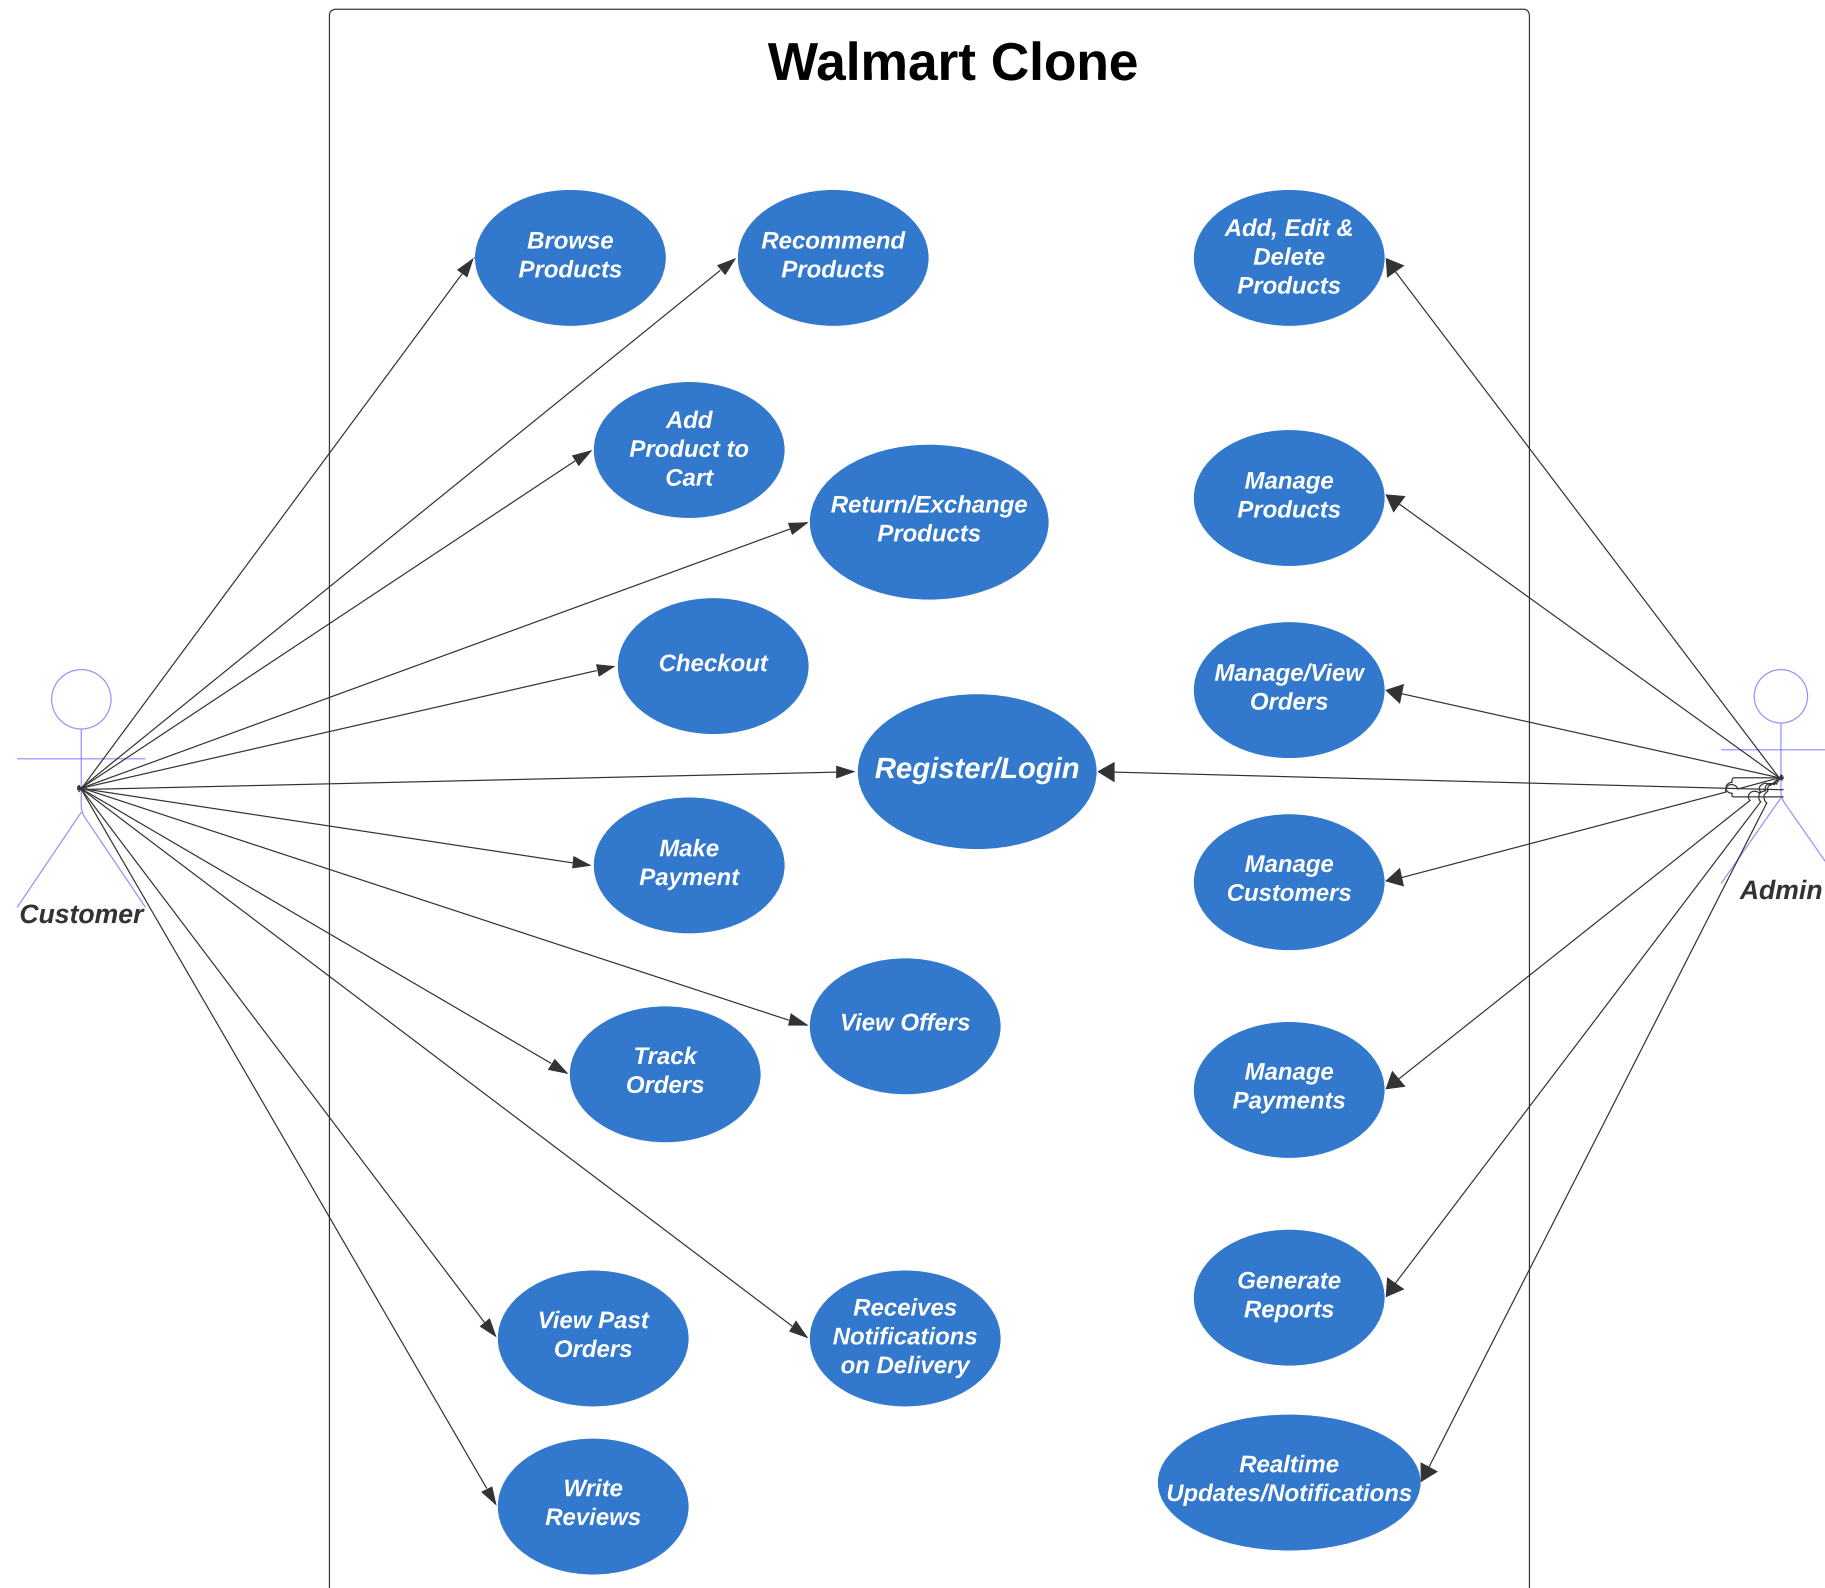 Walmart Clone
Browse
Products
Recommend
Products
Add, Edit &
Delete
Products
Add
Product to
Cart
Return/Exchange
Products
Manage
Products
Checkout
Manage/View
Orders
Register/Login
Make
Payment
Manage
Customers
Customer
Admin
View Offers
Track
Orders
Manage
Payments
View Past
Orders
Receives
Notifications
on Delivery
Generate
Reports
Write
Reviews
Realtime
Updates/Notifications